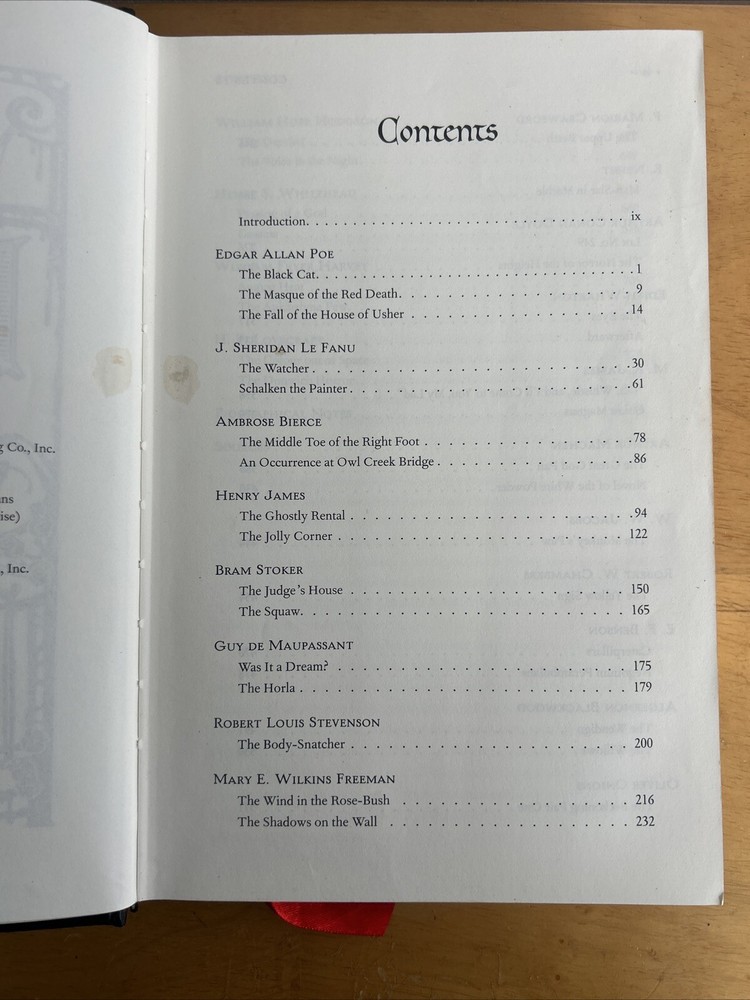 g Co., Inc.
ns
ise)
, Inc.
Contents
Introduction. . . . . . . . . . . . . . . . . . . . . . . . . . . . . . ix
EDGAR ALLAN POE
The Black Cat. . . . . . . . . . . . . . . . . . . . . . . . . . . . . .1
The Masque of the Red Death. . . . . . . . . . . . . . . . . . . . 9
The Fall of the House of Usher . . . . . . . . . . . . . . . . . . .14
J. SHERIDAN LE FANU
The Watcher. . . . . . . . . . . . . . . . . . . . . . . . . . . .30
Schalken the Painter. . . . . . . . . . . . . . . . . . . . . . . .61
AMBROSE BIERCE
The Middle Toe of the Right Foot . . . . . . . . . . . . . . . . .78
An Occurrence at Owl Creek Bridge. . . . . . . . . . . . . . . . .86
HENRY JAMES
The Ghostly Rental . . . . . . . . . . . . . . . . . . . . . . .94
The Jolly Corner . . . . . . . . . . . . . . . . . . . . . . . 122
BRAM STOKER
The Judge's House . . . . . . . . . . . . . . . . . . . . . . 150
The Squaw. . . . . . . . . . . . . . . . . . . . . . . . . . 165
GUY DE MAUPASSANT
Was It a Dream? . . . . . . . . . . . . . . . . . . . . . . . 175
The Horla . . . . . . . . . . . . . . . . . . . . . . . . . . 179
ROBERT LOUIS STEVENSON
The Body-Snatcher . . . . . . . . . . . . . . . . . . . . . . 200
MARY E. WILKINS FREEMAN
The Wind in the Rose-Bush . . . . . . . . . . . . . . . . . . 216
The Shadows on the Wall . . . . . . . . . . . . . . . . . . . 232